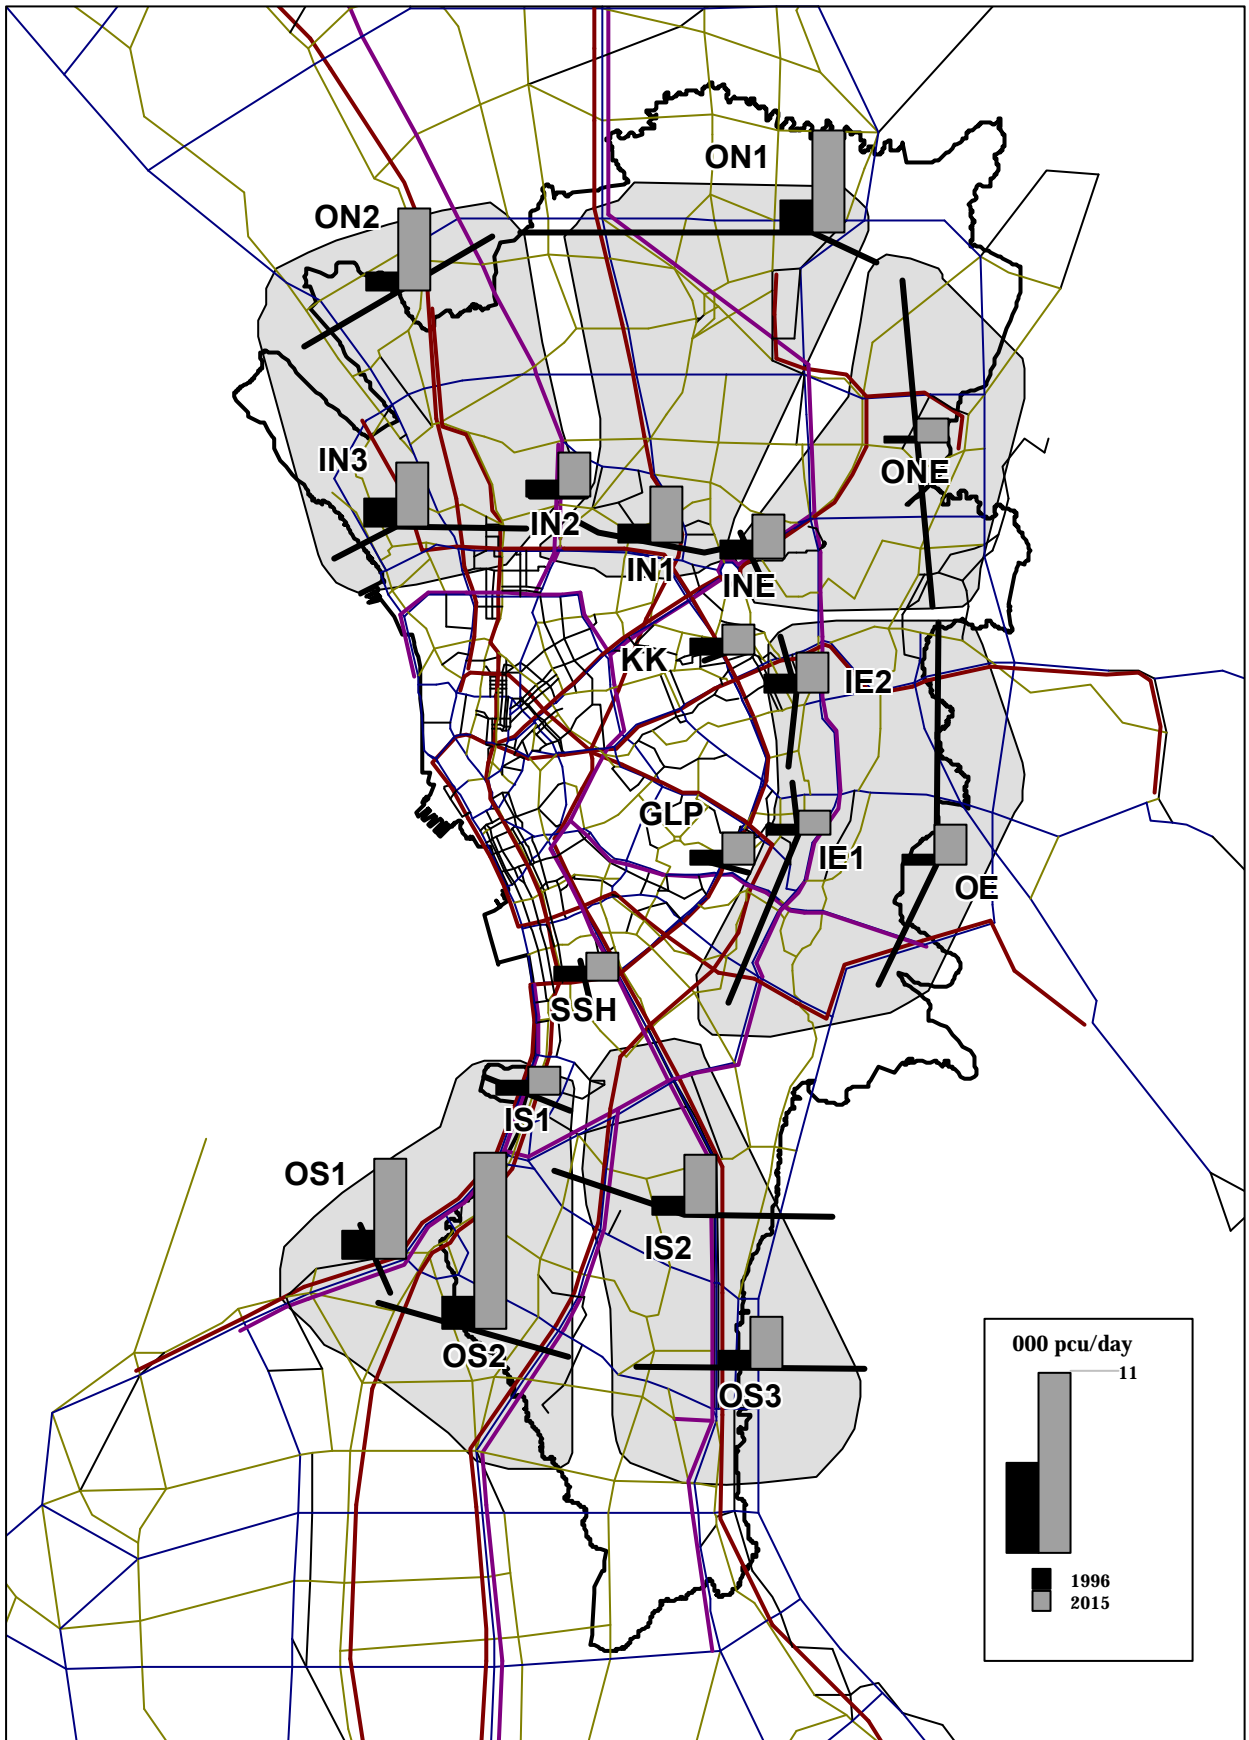 ON1
ON2
IN3
ONE
IN2
IN1
INE
KK
IE2
GLP
IE1
OE
SSH
IS1
OS1
IS2
OS2
OS3
000 pcu/day
11
1996
2015